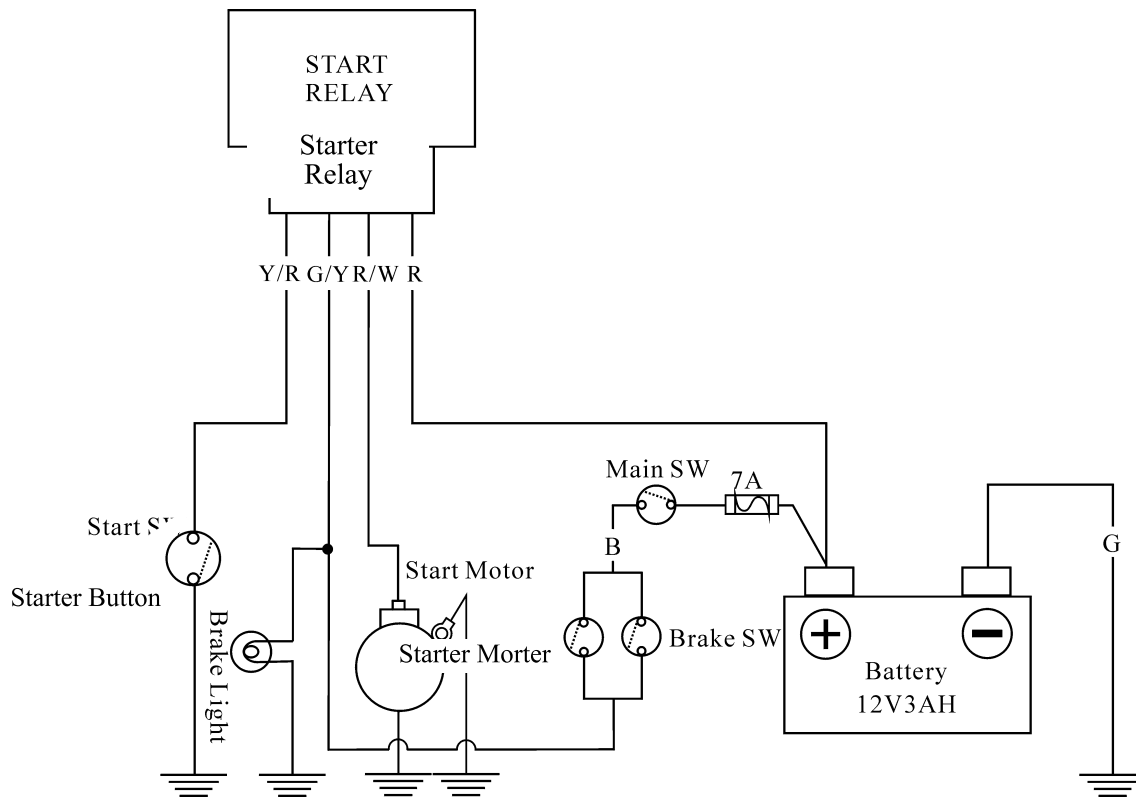 START
RELAY
Starter
Relay
Y/R G/Y R/W R
Main SW
7A
Start
B
G
Start Motor
Starter Button
Brake Light
Starter Morter
Brake SW
+
−
Battery
12V3AH